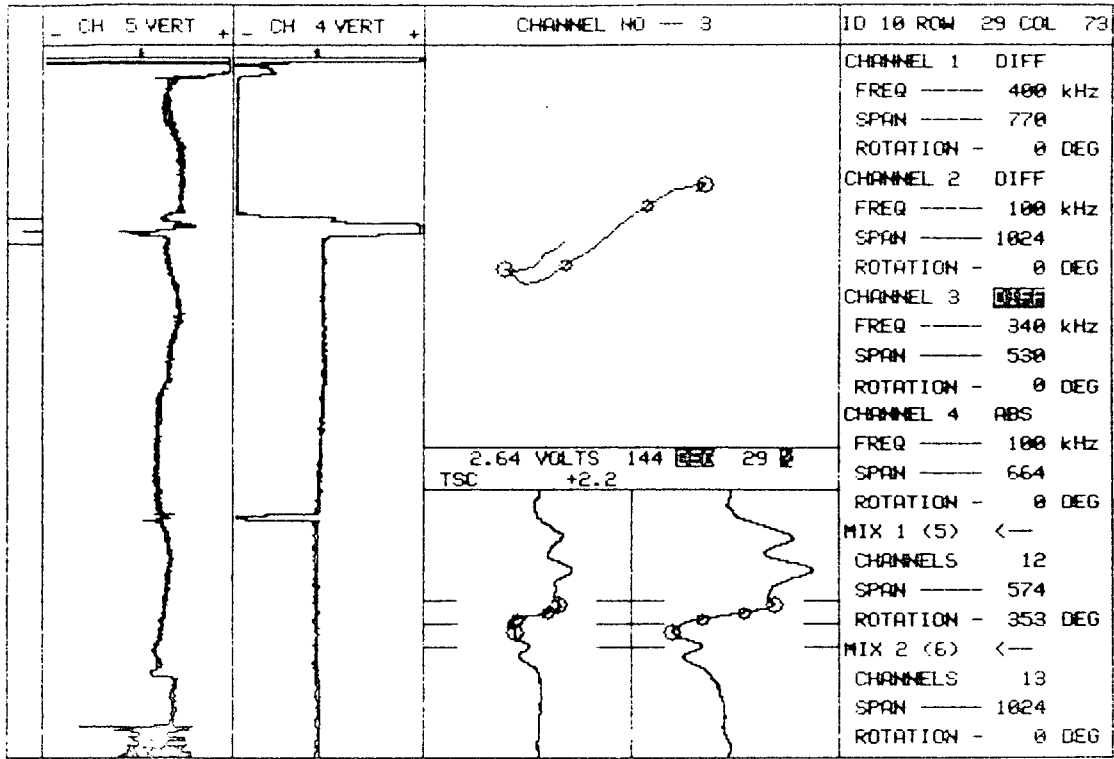 _ CH 5 VERT +
_ CH 4 VERT +
CHANNEL NO -- 3
ID 10 ROW 29 COL 73
CHANNEL 1 DIFF
FREQ ----- 400 kHz
SPAN ----- 770
ROTATION - 0 DEG
CHANNEL 2 DIFF
FREQ ----- 100 kHz
SPAN ----- 1024
ROTATION - 0 DEG
CHANNEL 3 DIFF
FREQ ----- 340 kHz
SPAN ----- 530
ROTATION - 0 DEG
CHANNEL 4 ABS
FREQ ----- 100 kHz
SPAN ----- 664
ROTATION - 0 DEG
MIX 1 (5) <--
CHANNELS 12
SPAN ----- 574
ROTATION - 353 DEG
MIX 2 (6) <--
CHANNELS 13
SPAN ----- 1024
ROTATION - 0 DEG
2.64 VOLTS 144 DEG 29
TSC +2.2